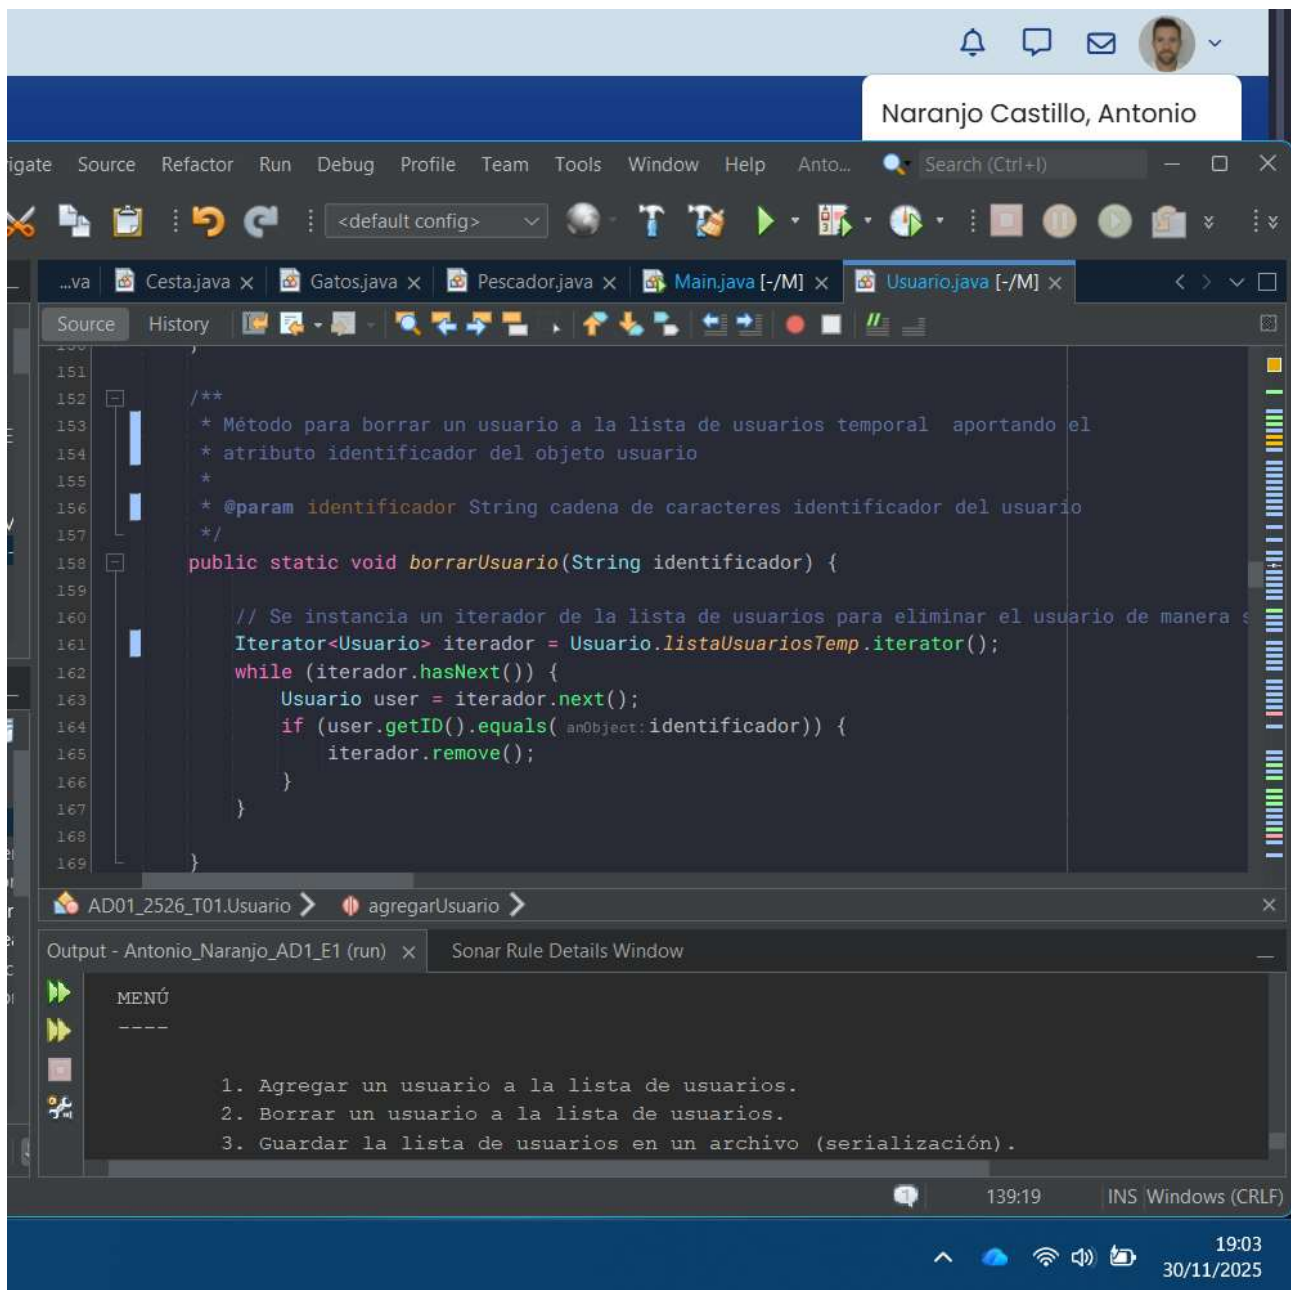 Naranjo Castillo, Antonio
Source Refactor Run Debug Profile Team Tools Window Help Anto... Search (Ctrl+I)
<default config>
...va Cesta.java Gatos.java Pescador.java Main.java [-/M] Usuario.java [-/M]
Source History
151
152 /**
153 * Método para borrar un usuario a la lista de usuarios temporal  aportando el
154 * atributo identificador del objeto usuario
155 *
156 * @param identificador String cadena de caracteres identificador del usuario
157 */
158 public static void borrarUsuario(String identificador) {
159
160 // Se instancia un iterador de la lista de usuarios para eliminar el usuario de manera
161 Iterator<Usuario> iterador = Usuario.listaUsuariosTemp.iterator();
162 while (iterador.hasNext()) {
163 Usuario user = iterador.next();
164 if (user.getID().equals( anObject: identificador)) {
165 iterador.remove();
166 }
167 }
168
169 }
AD01_2526_T01.Usuario agregarUsuario
Output - Antonio_Naranjo_AD1_E1 (run) Sonar Rule Details Window
MENÚ
----
1. Agregar un usuario a la lista de usuarios.
2. Borrar un usuario a la lista de usuarios.
3. Guardar la lista de usuarios en un archivo (serialización).
1 139:19 INS Windows (CRLF)
19:03
30/11/2025